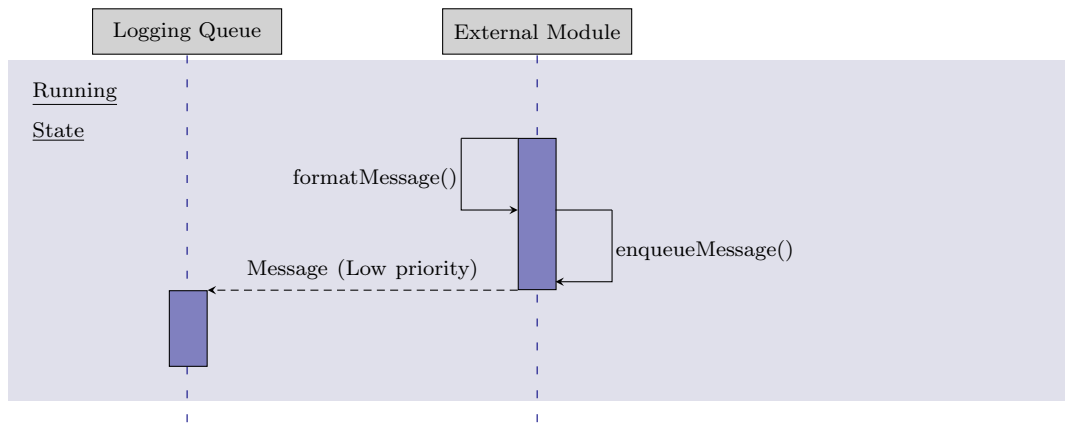 Logging Queue
External Module
Running
State
formatMessage()
enqueueMessage()
Message (Low priority)